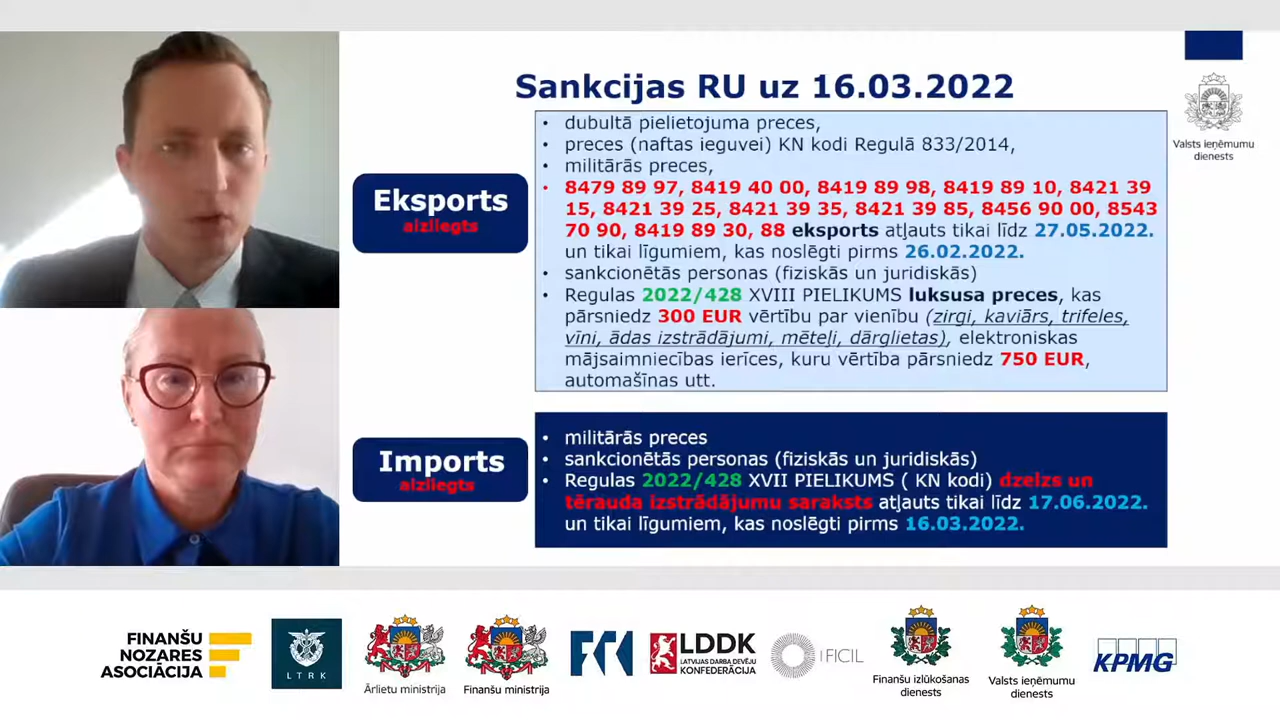 Sankcijas RU uz 16.03.2022
Valsts ieņēmumu
dienests
Eksports
aizliegts
• dubultā pielietojuma preces,
• preces (naftas ieguvei) KN kodi Regulā 833/2014,
• militārās preces,
• 8479 89 97, 8419 40 00, 8419 89 98, 8419 89 10, 8421 39
15, 8421 39 25, 8421 39 35, 8421 39 85, 8456 90 00, 8543
70 90, 8419 89 30, 88 eksports atļauts tikai līdz 27.05.2022.
un tikai līgumiem, kas noslēgti pirms 26.02.2022.
• sankcionētās personas (fiziskās un juridiskās)
• Regulas 2022/428 XVIII PIELIKUMS luksusa preces, kas
pārsniedz 300 EUR vērtību par vienību (zirgi, kaviārs, trifeles,
vīni, ādas izstrādājumi, mēteļi, dārglietas), elektroniskas
mājsaimniecības ierīces, kuru vērtība pārsniedz 750 EUR,
automašīnas utt.
Imports
aizliegts
• militārās preces
• sankcionētās personas (fiziskās un juridiskās)
• Regulas 2022/428 XVII PIELIKUMS ( KN kodi) dzelzs un
tērauda izstrādājumu saraksts atļauts tikai līdz 17.06.2022.
un tikai līgumiem, kas noslēgti pirms 16.03.2022.
FINANŠU
NOZARES
ASOCIĀCIJA
LTRK
Ārlietu ministrija
Finanšu ministrija
LDDK
LATVIJAS DARBA DEVĒJU
KONFEDERĀCIJA
FICIL
Finanšu izlūkošanas
dienests
Valsts ieņēmumu
dienests
KPMG